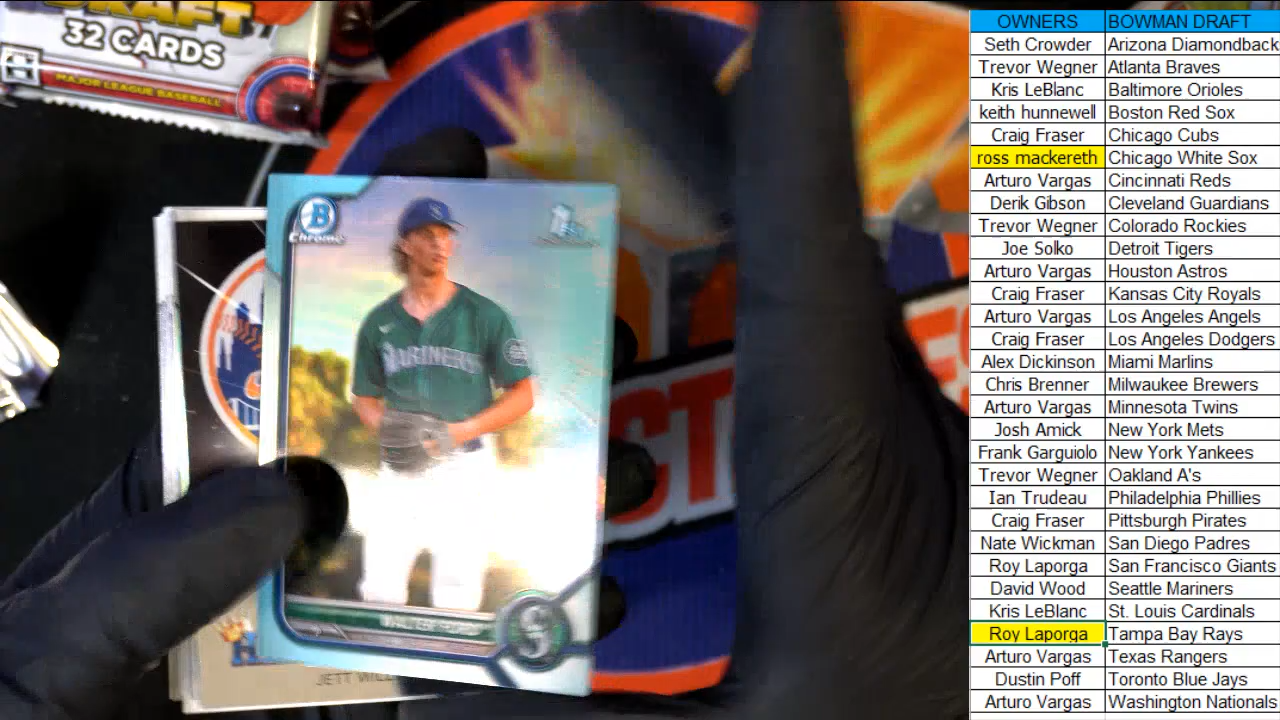 DRAFT
32 CARDS
MAJOR LEAGUE BASEBALL
B
Chrome
1st
MARINERS
JETT WILL
CT
ES
OWNERS BOWMAN DRAFT
Seth Crowder Arizona Diamondback
Trevor Wegner Atlanta Braves
Kris LeBlanc Baltimore Orioles
keith hunnewell Boston Red Sox
Craig Fraser Chicago Cubs
ross mackereth Chicago White Sox
Arturo Vargas Cincinnati Reds
Derik Gibson Cleveland Guardians
Trevor Wegner Colorado Rockies
Joe Solko Detroit Tigers
Arturo Vargas Houston Astros
Craig Fraser Kansas City Royals
Arturo Vargas Los Angeles Angels
Craig Fraser Los Angeles Dodgers
Alex Dickinson Miami Marlins
Chris Brenner Milwaukee Brewers
Arturo Vargas Minnesota Twins
Josh Amick New York Mets
Frank Garguiolo New York Yankees
Trevor Wegner Oakland A's
Ian Trudeau Philadelphia Phillies
Craig Fraser Pittsburgh Pirates
Nate Wickman San Diego Padres
Roy Laporga San Francisco Giants
David Wood Seattle Mariners
Kris LeBlanc St. Louis Cardinals
Roy Laporga Tampa Bay Rays
Arturo Vargas Texas Rangers
Dustin Poff Toronto Blue Jays
Arturo Vargas Washington Nationals